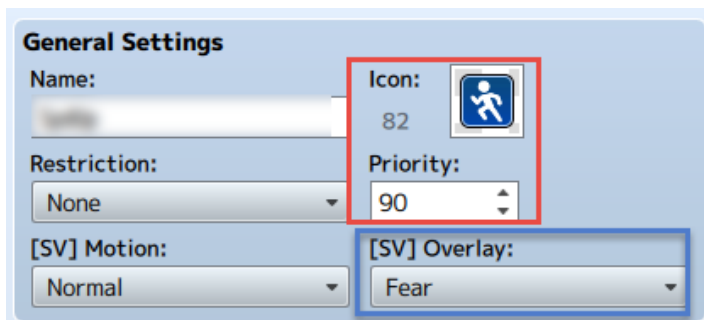 General Settings
Name:
Icon:
82
Restriction:
Priority:
None
90
[SV] Motion:
[SV] Overlay:
Normal
Fear